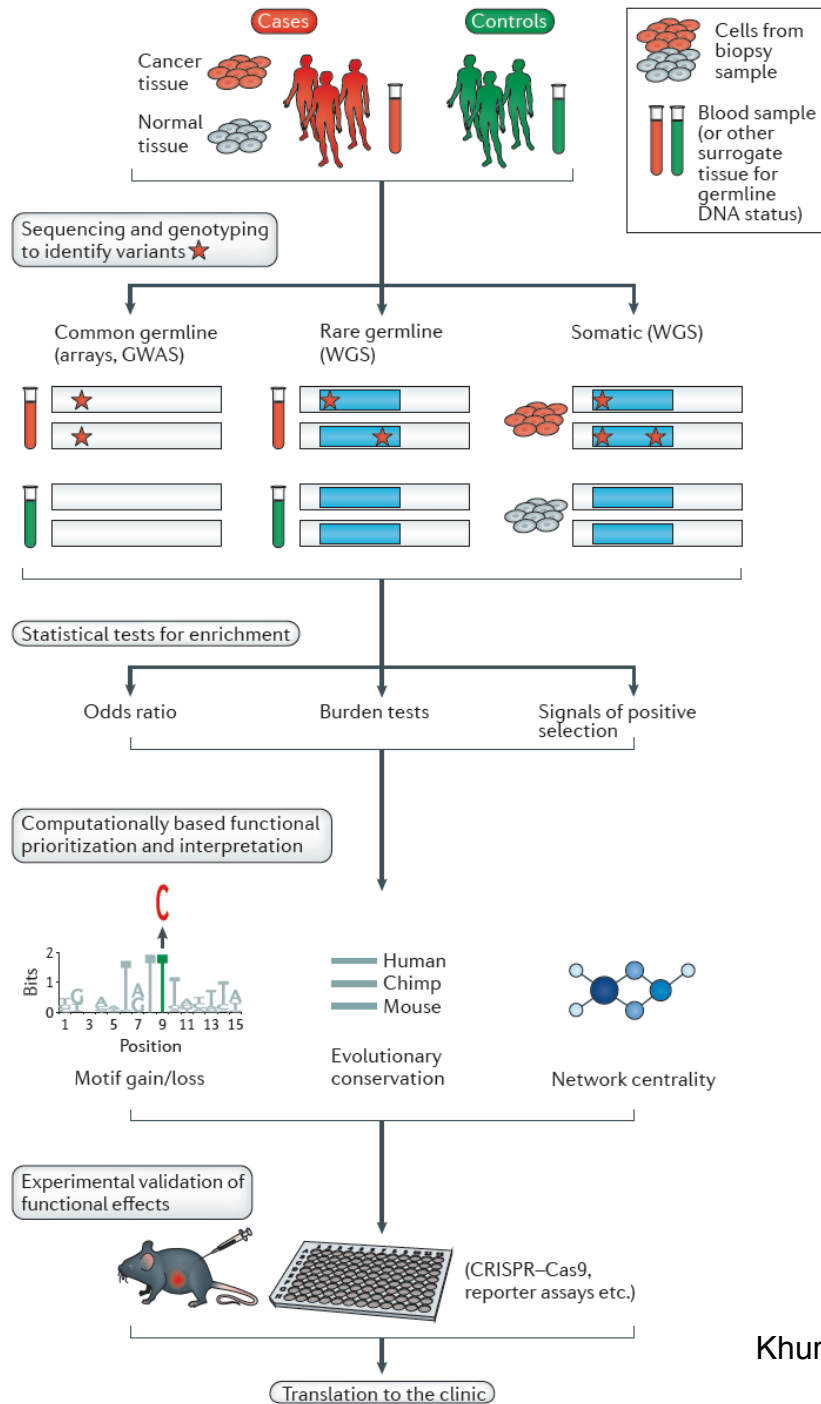 Cases
Controls
Cancer
tissue
Normal
tissue
Cells from
biopsy
sample
Blood sample
(or other
surrogate
tissue for
germline
DNA status)
Sequencing and genotyping
to identify variants
Common germline
(arrays, GWAS)
Rare germline
(WGS)
Somatic (WGS)
Statistical tests for enrichment
Odds ratio
Burden tests
Signals of positive
selection
Computationally based functional
prioritization and interpretation
C
2
1
0
Bits
1 3 5 7 9 11 13 15
Position
Motif gain/loss
Human
Chimp
Mouse
Evolutionary
conservation
Network centrality
Experimental validation of
functional effects
(CRISPR–Cas9,
reporter assays etc.)
Translation to the clinic